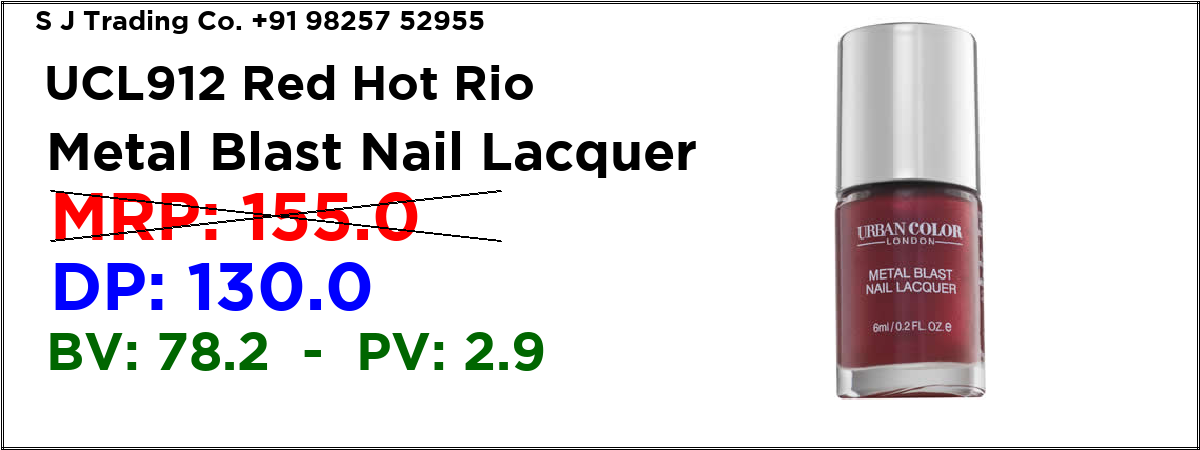 S J Trading Co. +91 98257 52955
UCL912 Red Hot Rio
Metal Blast Nail Lacquer
MRP: 155.0
DP: 130.0
BV: 78.2 - PV: 2.9
URBAN COLOR
LONDON
METAL BLAST
NAIL LACQUER
6ml/0.2 FL. OZ. e